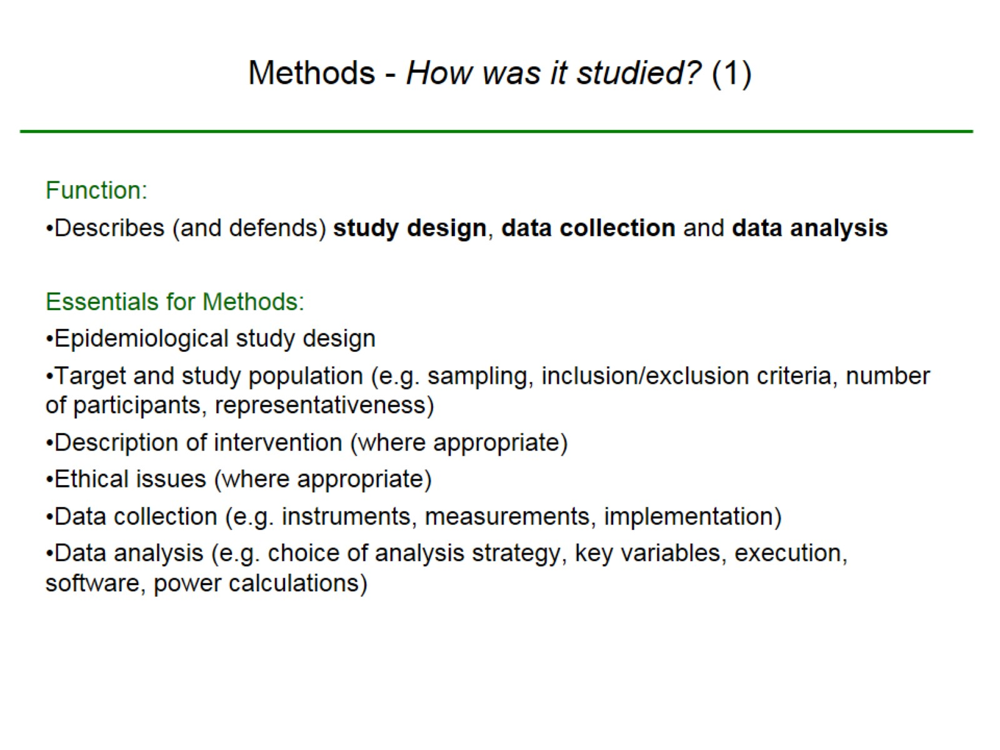 Methods - How was it studied? (1)
Function:
•Describes (and defends) study design, data collection and data analysis
Essentials for Methods:
•Epidemiological study design
•Target and study population (e.g. sampling, inclusion/exclusion criteria, number
of participants, representativeness)
•Description of intervention (where appropriate)
•Ethical issues (where appropriate)
•Data collection (e.g. instruments, measurements, implementation)
•Data analysis (e.g. choice of analysis strategy, key variables, execution,
software, power calculations)